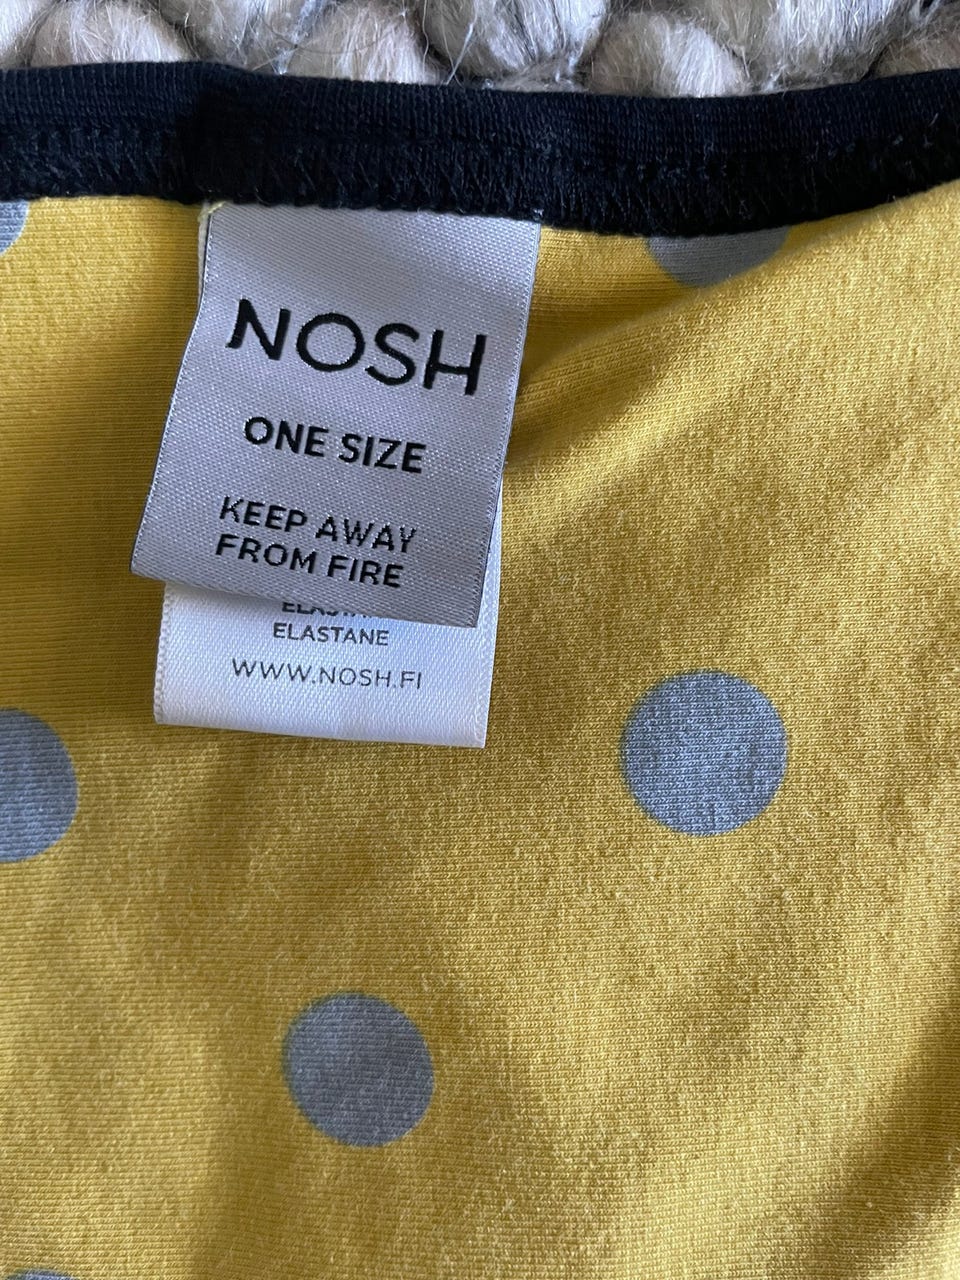 NOSH
ONE SIZE
KEEP AWAY
FROM FIRE
ELASTANE
WWW.NOSH.FI